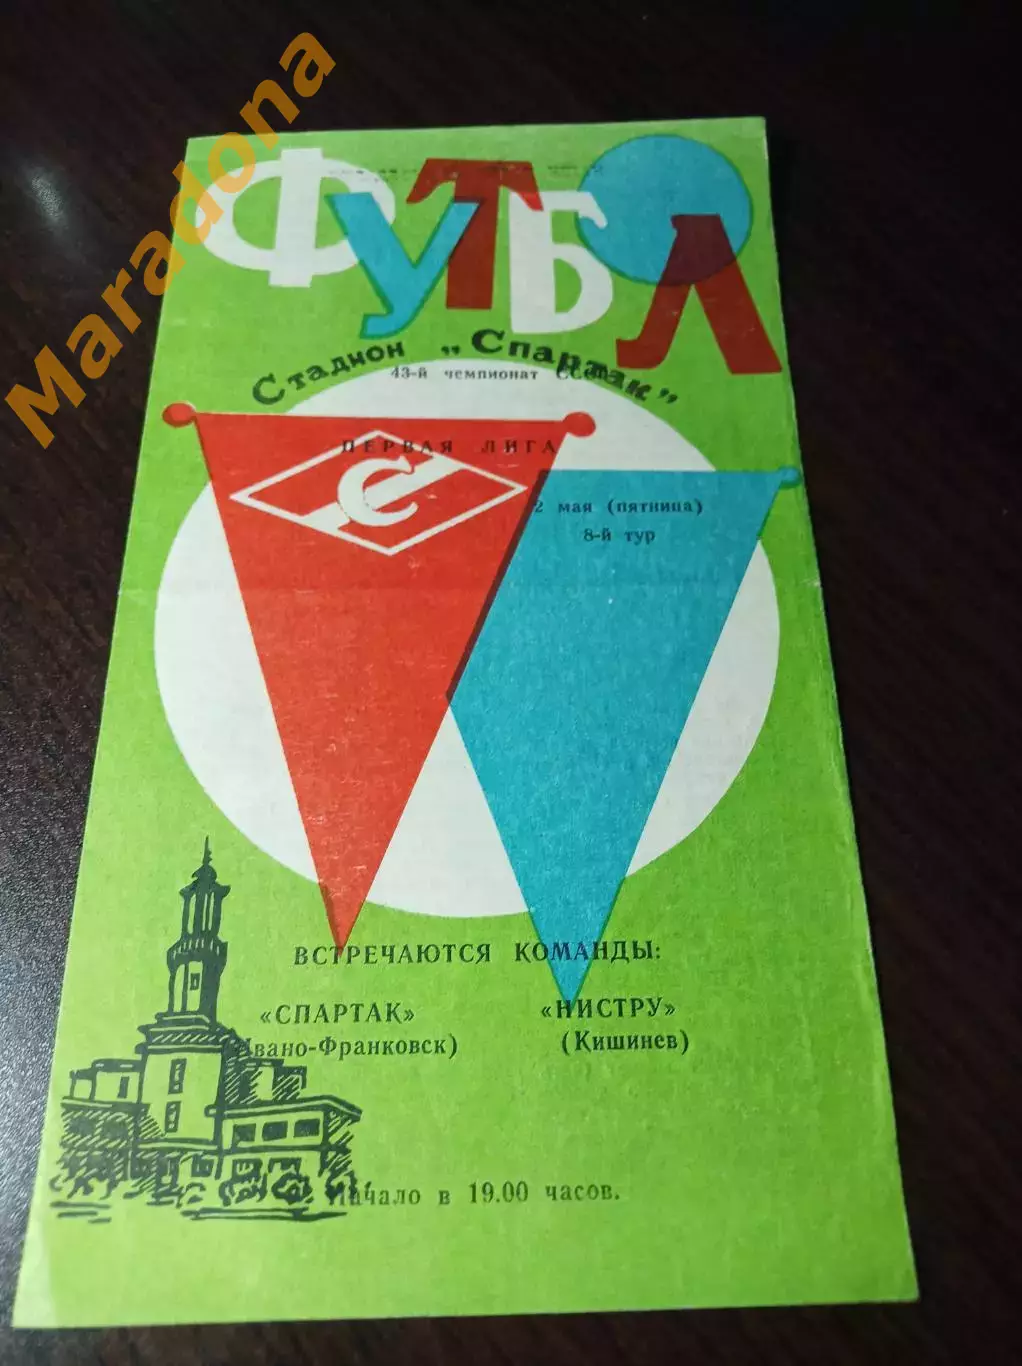 Maradona
ФУТБОЛ
Стадион „Спартак”
43-й чемпионат
ПЕРВАЯ ЛИГА
2 мая (пятница)
8-й тур
С
ВСТРЕЧАЮТСЯ КОМАНДЫ:
«СПАРТАК» «НИСТРУ»
Ивано-Франковск) (Кишинев)
Начало в 19.00 часов.